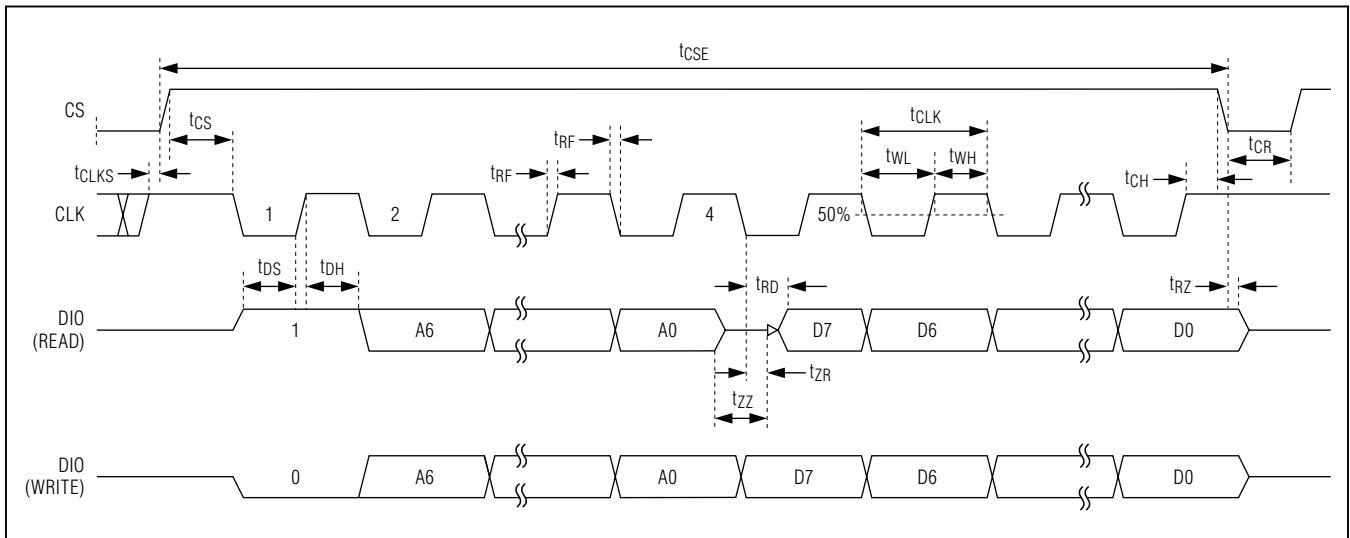 tCSE
CS
tCS
tCLK
tRF
tWL
tWH
tCR
tCLKS
tRF
tCH
CLK
1
2
4
50%
tDS
tDH
tRD
tRZ
DIO
(READ)
1
A6
A0
D7
D6
D0
tZR
tZZ
DIO
(WRITE)
0
A6
A0
D7
D6
D0